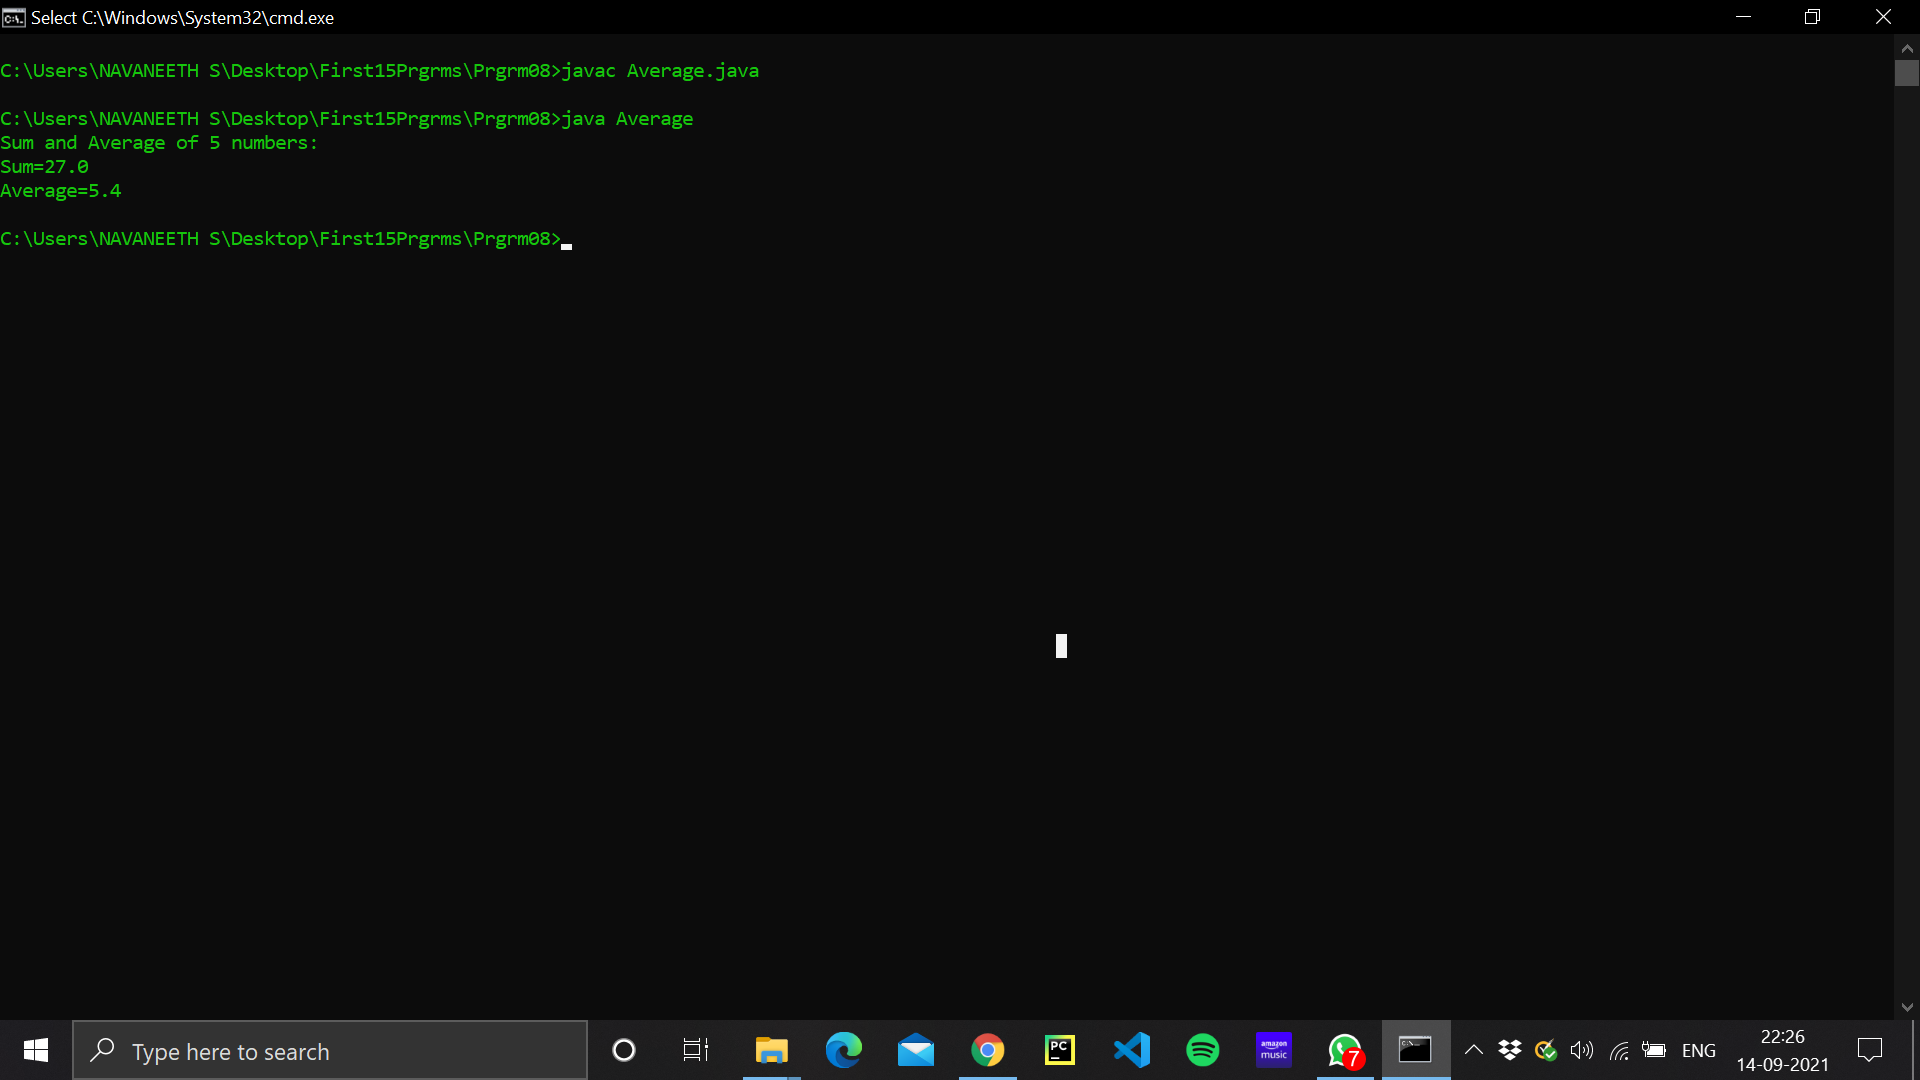 Select C:\Windows\System32\cmd.exe
C:\Users\NAVANEETH S\Desktop\First15Prgrms\Prgrm08>javac Average.java
C:\Users\NAVANEETH S\Desktop\First15Prgrms\Prgrm08>java Average
Sum and Average of 5 numbers:
Sum=27.0
Average=5.4
C:\Users\NAVANEETH S\Desktop\First15Prgrms\Prgrm08>
Type here to search
PC
amazon
music
7
C:\.
ENG
22:26
14-09-2021